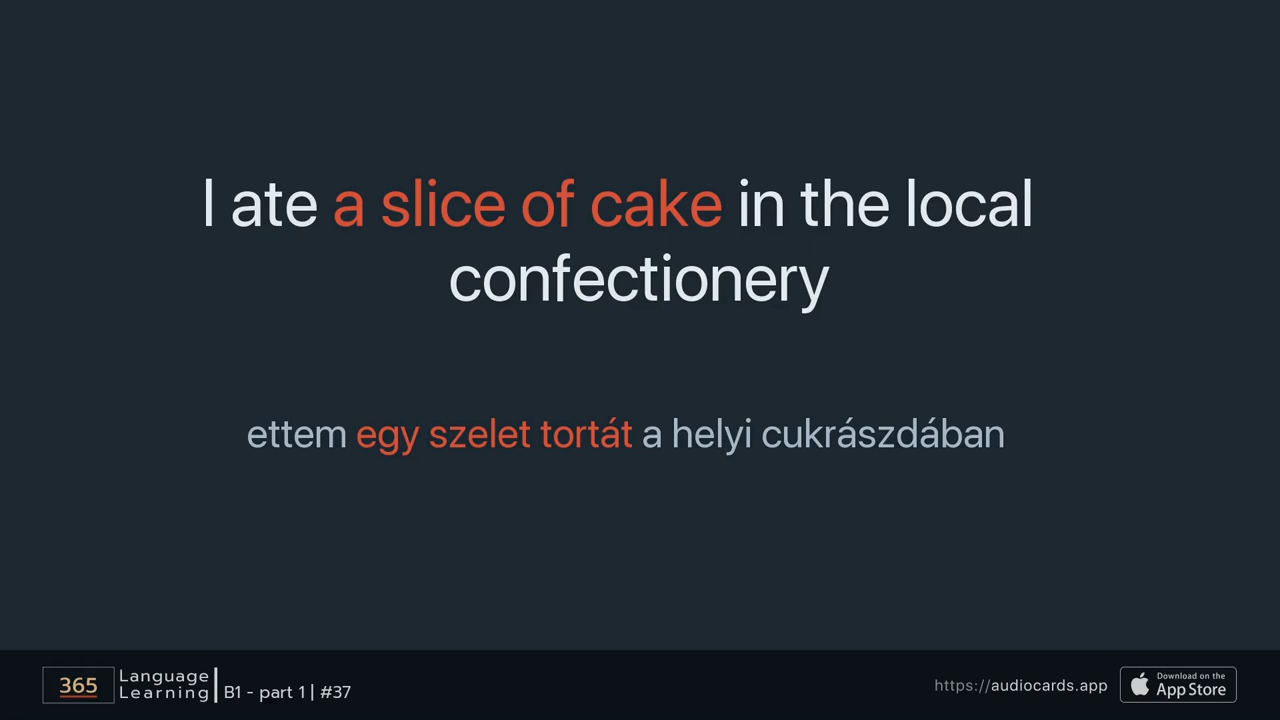 I ate a slice of cake in the local
confectionery
ettem egy szelet tortát a helyi cukrászdában
365
Language
Learning
B1 - part 1 | #37
https://audiocards.app
Download on the
App Store